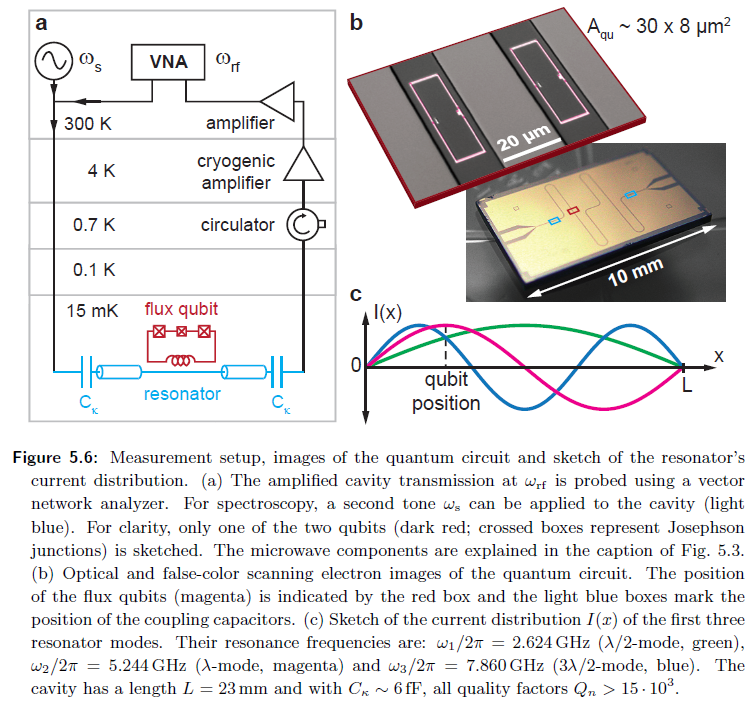 a
ωs
VNA
ωrf
300 K
amplifier
4 K
cryogenic
amplifier
0.7 K
circulator
0.1 K
15 mK
flux qubit
resonator
Cκ
Cκ
b
Aqu ~ 30 x 8 µm²
20 µm
10 mm
c
I(x)
0
qubit
position
x
L
Figure 5.6: Measurement setup, images of the quantum circuit and sketch of the resonator's
current distribution. (a) The amplified cavity transmission at ωrf is probed using a vector
network analyzer. For spectroscopy, a second tone ωs can be applied to the cavity (light
blue). For clarity, only one of the two qubits (dark red; crossed boxes represent Josephson
junctions) is sketched. The microwave components are explained in the caption of Fig. 5.3.
(b) Optical and false-color scanning electron images of the quantum circuit. The position
of the flux qubits (magenta) is indicated by the red box and the light blue boxes mark the
position of the coupling capacitors. (c) Sketch of the current distribution I(x) of the first three
resonator modes. Their resonance frequencies are: ω1/2π = 2.624 GHz (λ/2-mode, green),
ω2/2π = 5.244 GHz (λ-mode, magenta) and ω3/2π = 7.860 GHz (3λ/2-mode, blue). The
cavity has a length L = 23 mm and with Cκ ∼ 6 fF, all quality factors Qn > 15 · 10³.